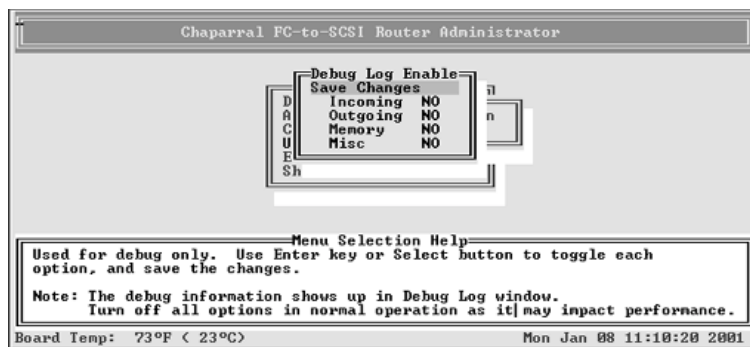 Chaparral FC-to-SCSI Router Administrator
Debug Log Enable
Save Changes
Incoming NO
D
A Outgoing NO n
C Memory NO
U Misc NO
E
Sh
Menu Selection Help
Used for debug only. Use Enter key or Select button to toggle each
option, and save the changes.
Note: The debug information shows up in Debug Log window.
Turn off all options in normal operation as it may impact performance.
Board Temp: 73ºF ( 23ºC)
Mon Jan 08 11:10:20 2001